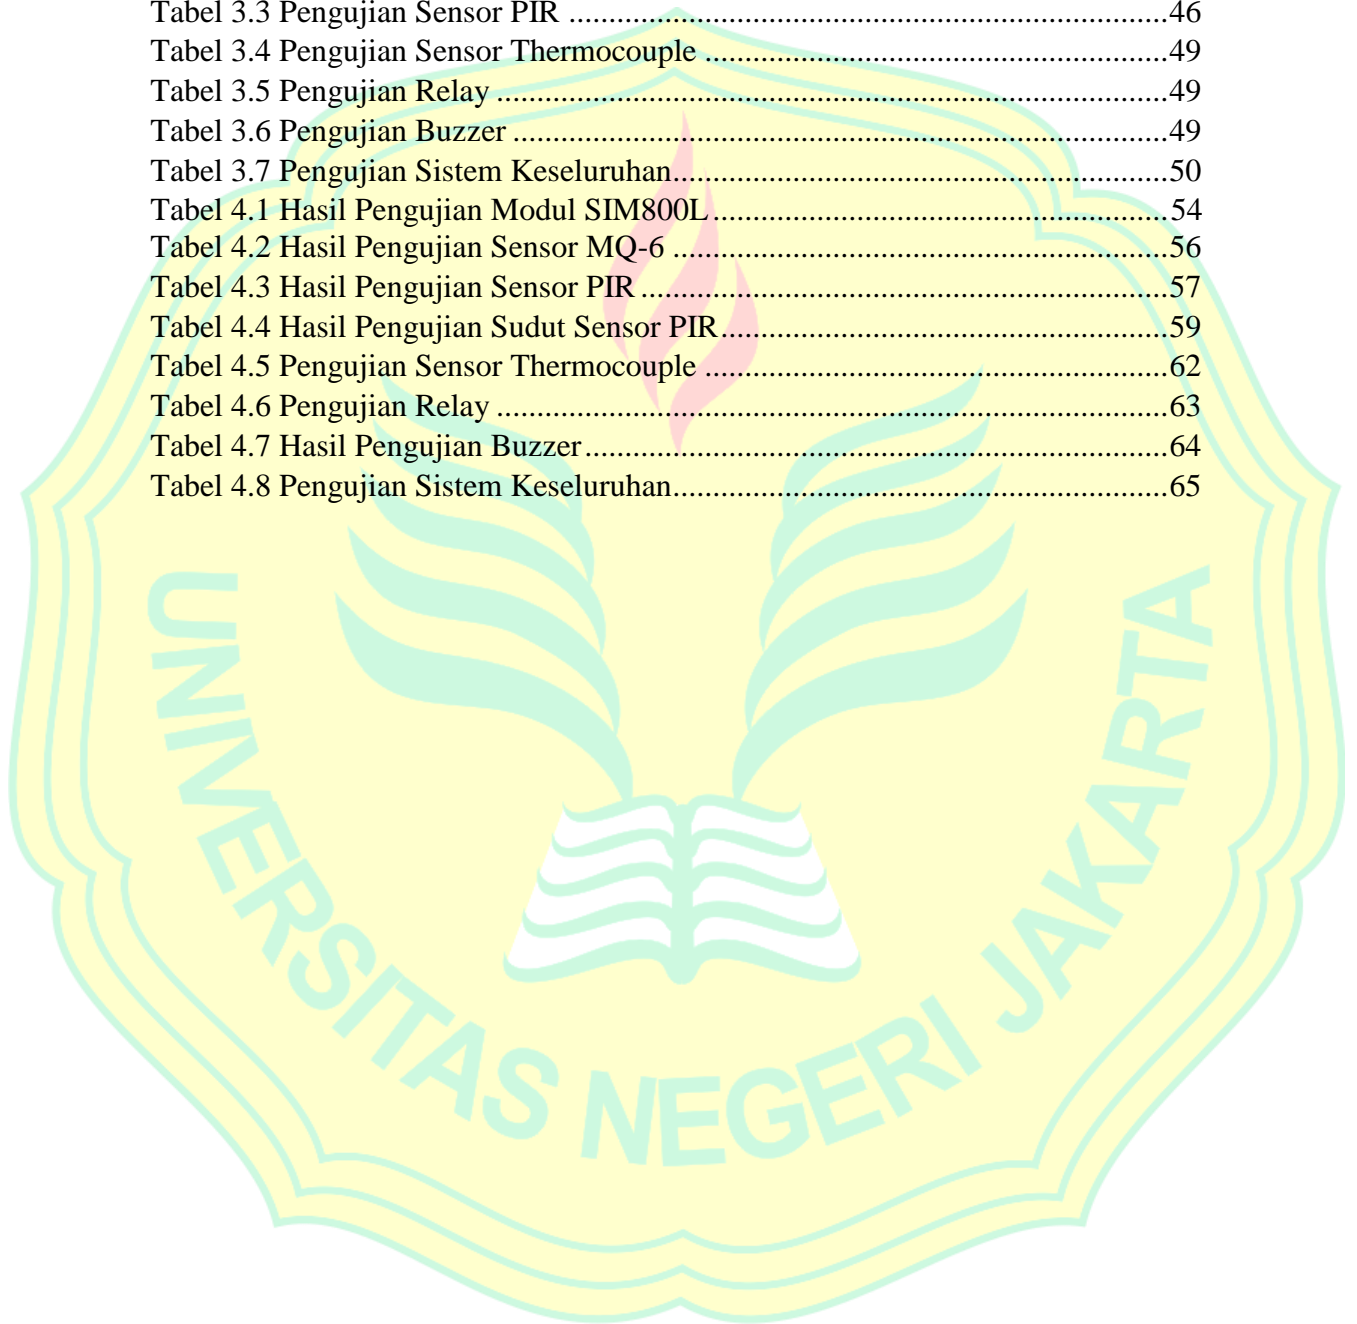 Tabel 3.3 Pengujian Sensor PIR ..........................................................................46
Tabel 3.4 Pengujian Sensor Thermocouple .........................................................49
Tabel 3.5 Pengujian Relay ...................................................................................49
Tabel 3.6 Pengujian Buzzer .................................................................................49
Tabel 3.7 Pengujian Sistem Keseluruhan.............................................................50
Tabel 4.1 Hasil Pengujian Modul SIM800L........................................................54
Tabel 4.2 Hasil Pengujian Sensor MQ-6 .............................................................56
Tabel 4.3 Hasil Pengujian Sensor PIR .................................................................57
Tabel 4.4 Hasil Pengujian Sudut Sensor PIR.......................................................59
Tabel 4.5 Pengujian Sensor Thermocouple .........................................................62
Tabel 4.6 Pengujian Relay ...................................................................................63
Tabel 4.7 Hasil Pengujian Buzzer........................................................................64
Tabel 4.8 Pengujian Sistem Keseluruhan.............................................................65
UNIVERSITAS NEGERI JAKARTA